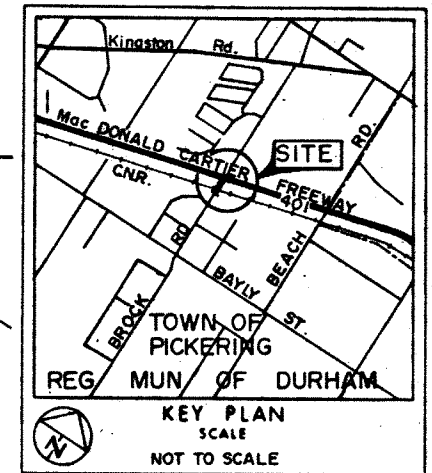 Kingston Rd.
MacDONALD CARTIER FREEWAY
401
SITE
C.N.R.
BROCK RD
BEACH RD.
BAYLY ST.
TOWN OF
PICKERING
REG MUN OF DURHAM
N
KEY PLAN
SCALE
NOT TO SCALE